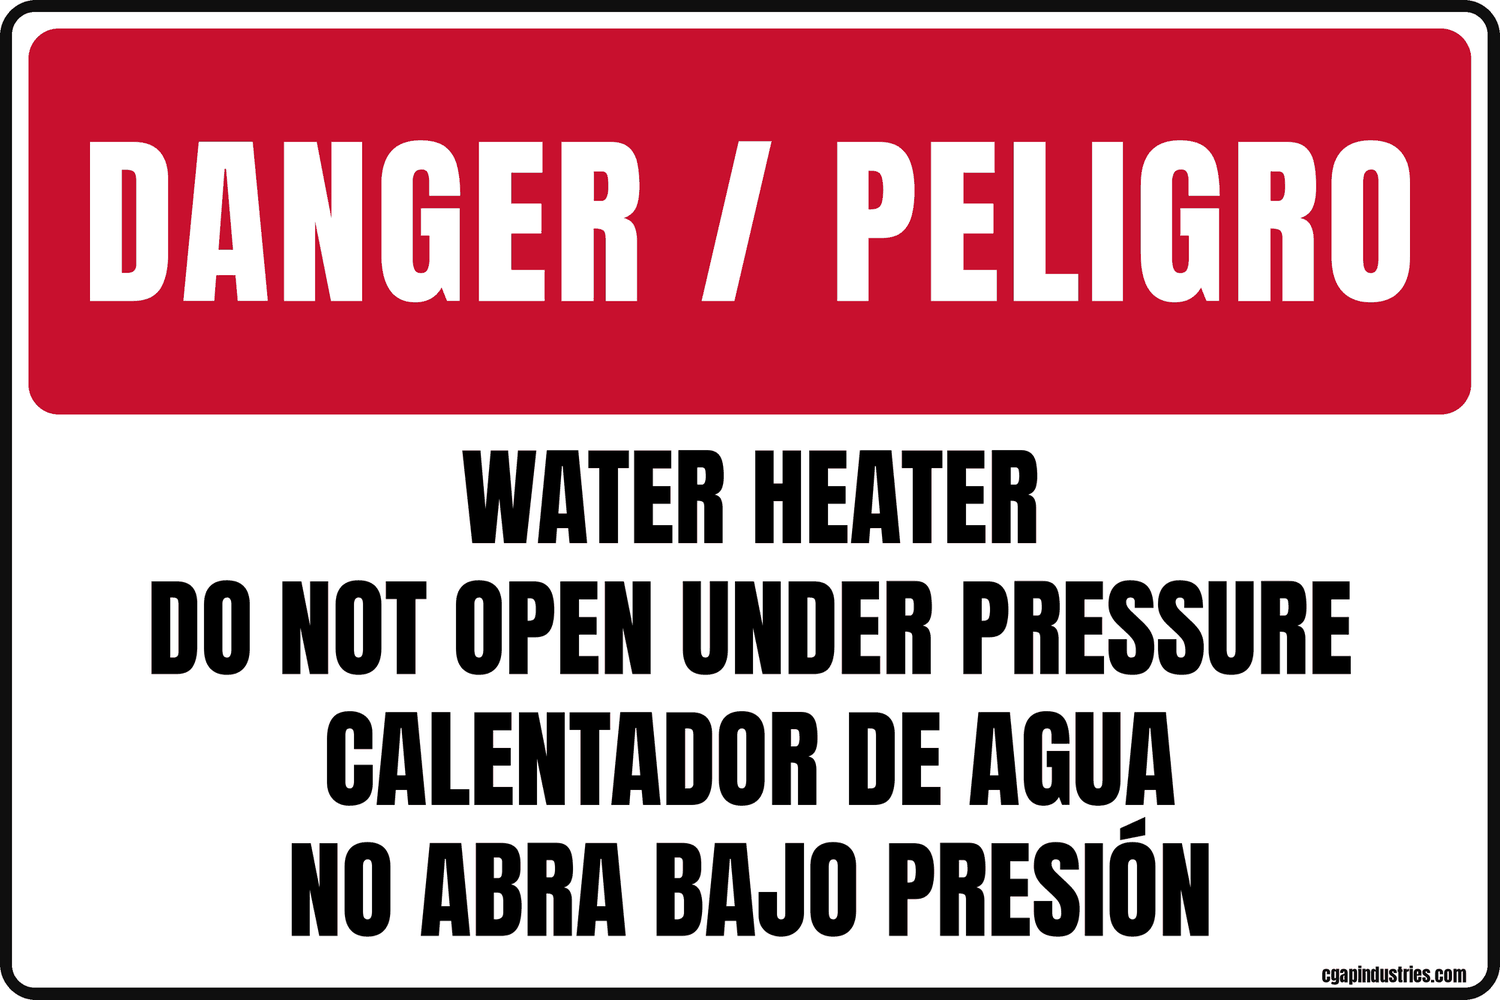 DANGER / PELIGRO
WATER HEATER
DO NOT OPEN UNDER PRESSURE
CALENTADOR DE AGUA
NO ABRA BAJO PRESIÓN
cgapindustries.com